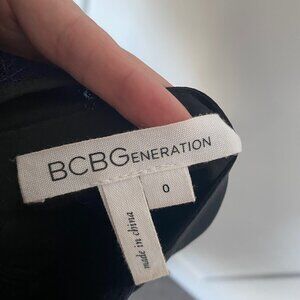 BCBGENERATION
0
made in china